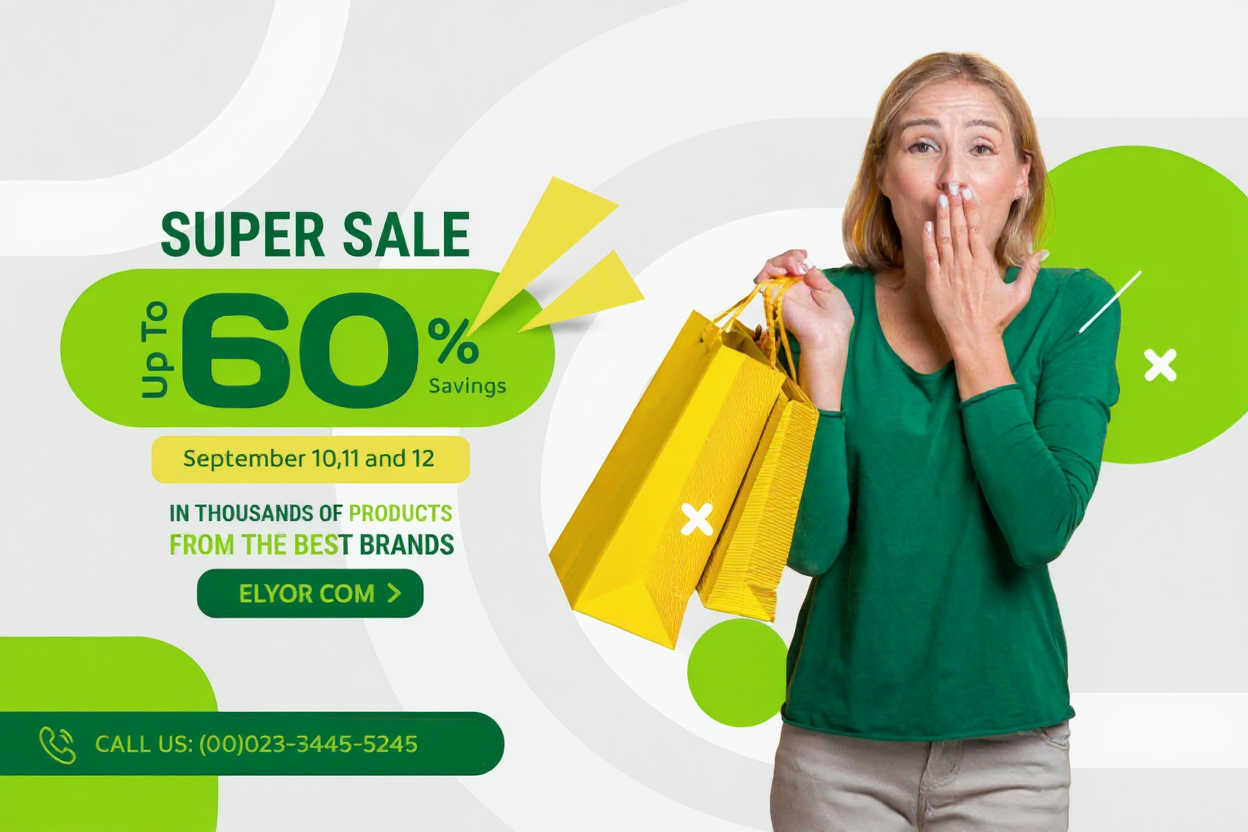 SUPER SALE
Up To
60%
Savings
September 10,11 and 12
IN THOUSANDS OF PRODUCTS
FROM THE BEST BRANDS
ELYOR COM >
CALL US: (00)023-3445-5245